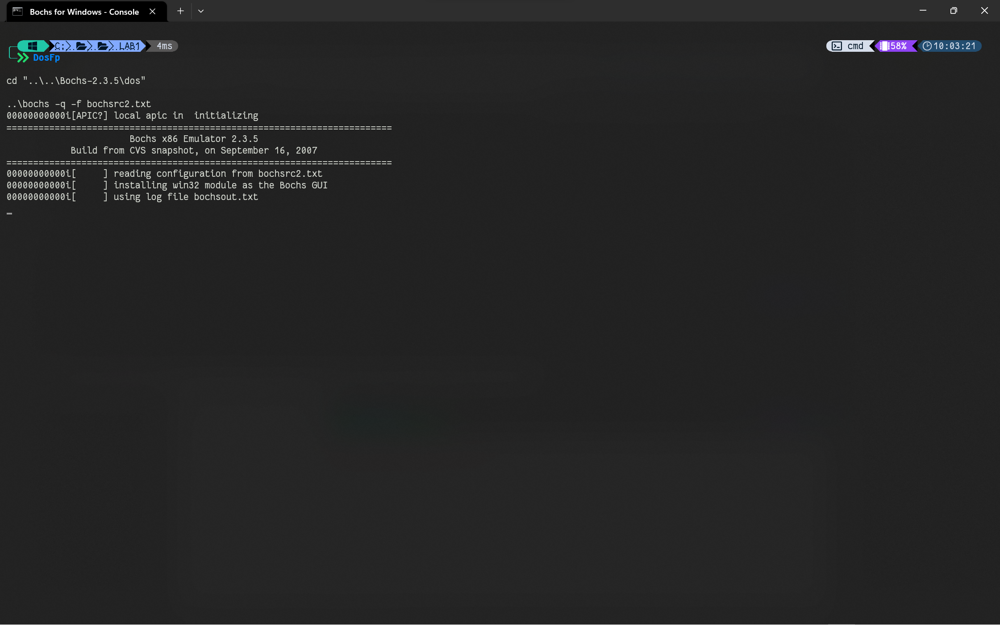 Bochs for Windows - Console
C: .. .. LAB1 4ms
cmd 58% 10:03:21
DosFp
cd "..\..\Bochs-2.3.5\dos"
..\bochs -q -f bochsrc2.txt
00000000000i[APIC?] local apic in  initializing
========================================================================
                       Bochs x86 Emulator 2.3.5
            Build from CVS snapshot, on September 16, 2007
========================================================================
00000000000i[     ] reading configuration from bochsrc2.txt
00000000000i[     ] installing win32 module as the Bochs GUI
00000000000i[     ] using log file bochsout.txt